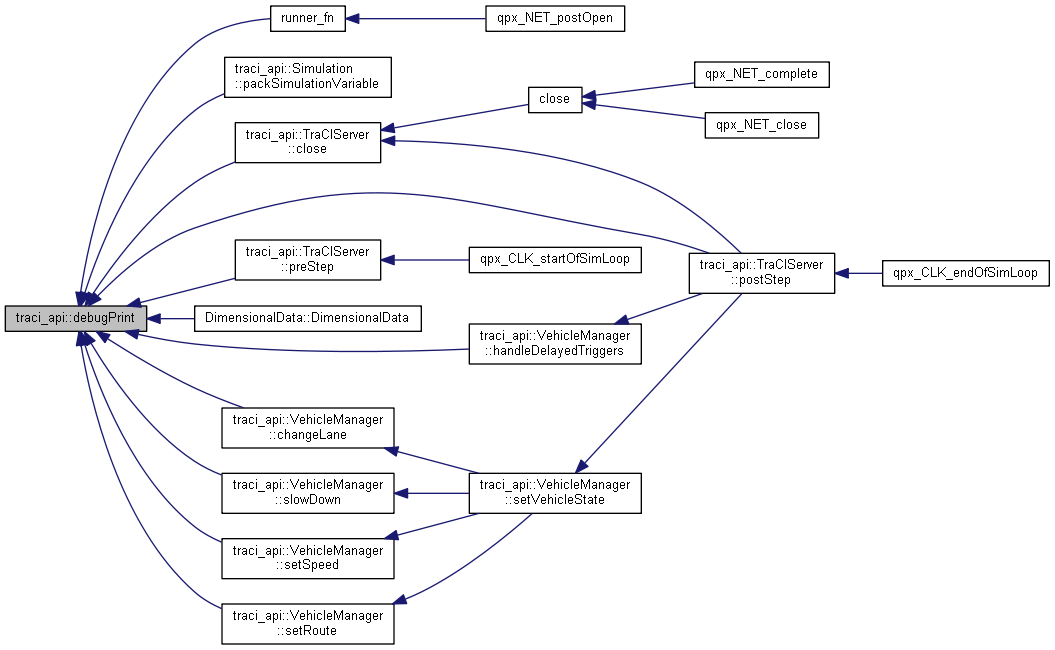 runner_fn
qpx_NET_postOpen
traci_api::Simulation
::packSimulationVariable
qpx_NET_complete
close
qpx_NET_close
traci_api::TraCIServer
::close
traci_api::TraCIServer
::preStep
qpx_CLK_startOfSimLoop
traci_api::TraCIServer
::postStep
qpx_CLK_endOfSimLoop
traci_api::debugPrint
DimensionalData::DimensionalData
traci_api::VehicleManager
::handleDelayedTriggers
traci_api::VehicleManager
::changeLane
traci_api::VehicleManager
::slowDown
traci_api::VehicleManager
::setVehicleState
traci_api::VehicleManager
::setSpeed
traci_api::VehicleManager
::setRoute